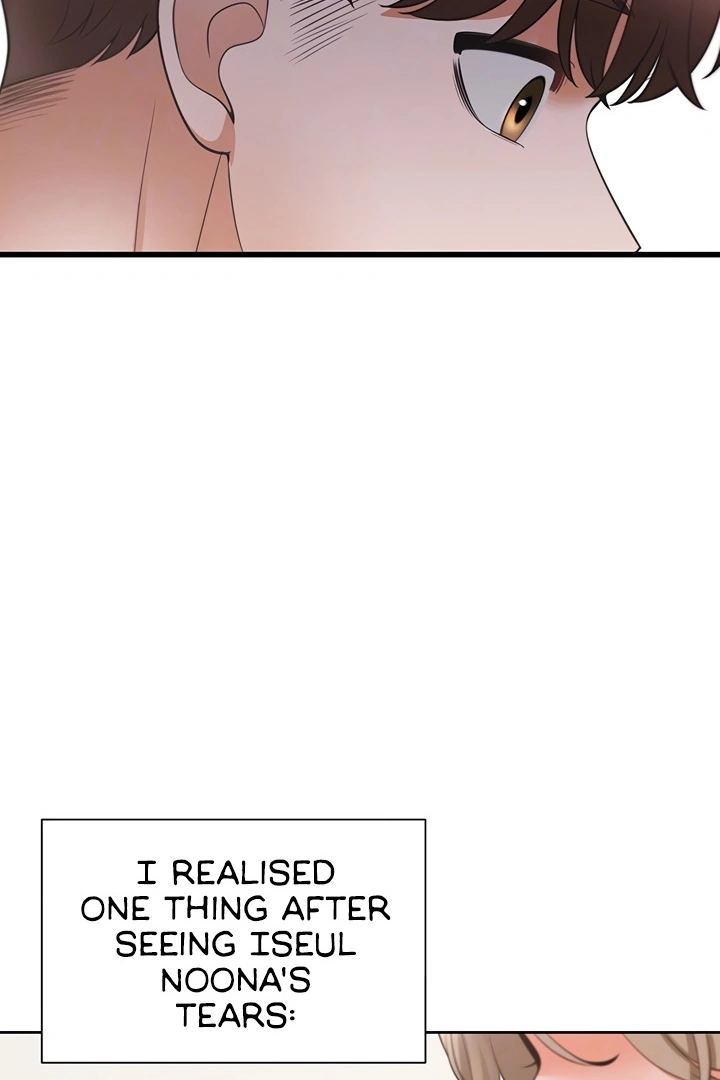 I REALISED
ONE THING AFTER
SEEING ISEUL
NOONA'S
TEARS: